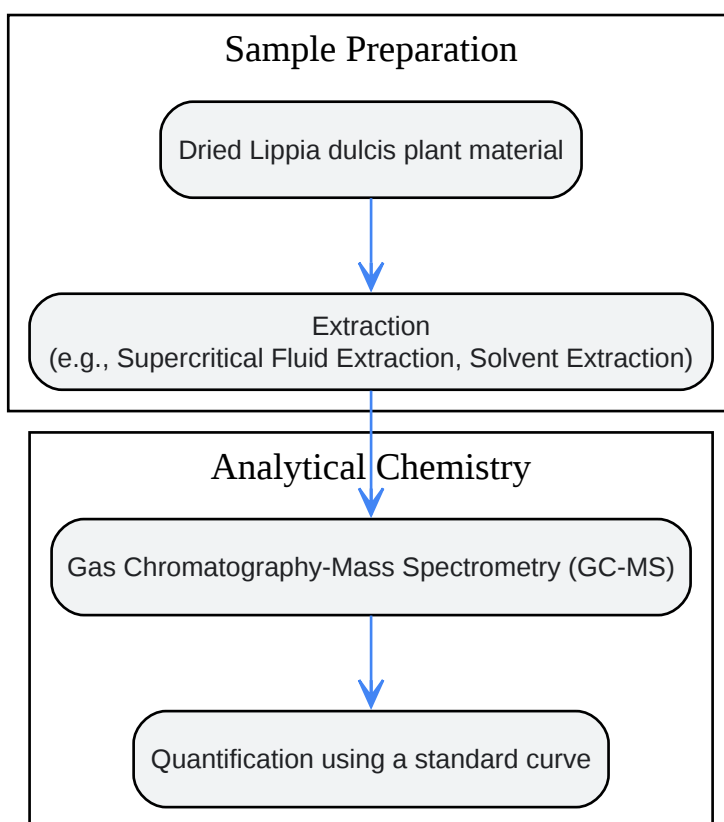 Sample Preparation
Dried Lippia dulcis plant material
Extraction
(e.g., Supercritical Fluid Extraction, Solvent Extraction)
Analytical Chemistry
Gas Chromatography-Mass Spectrometry (GC-MS)
Quantification using a standard curve